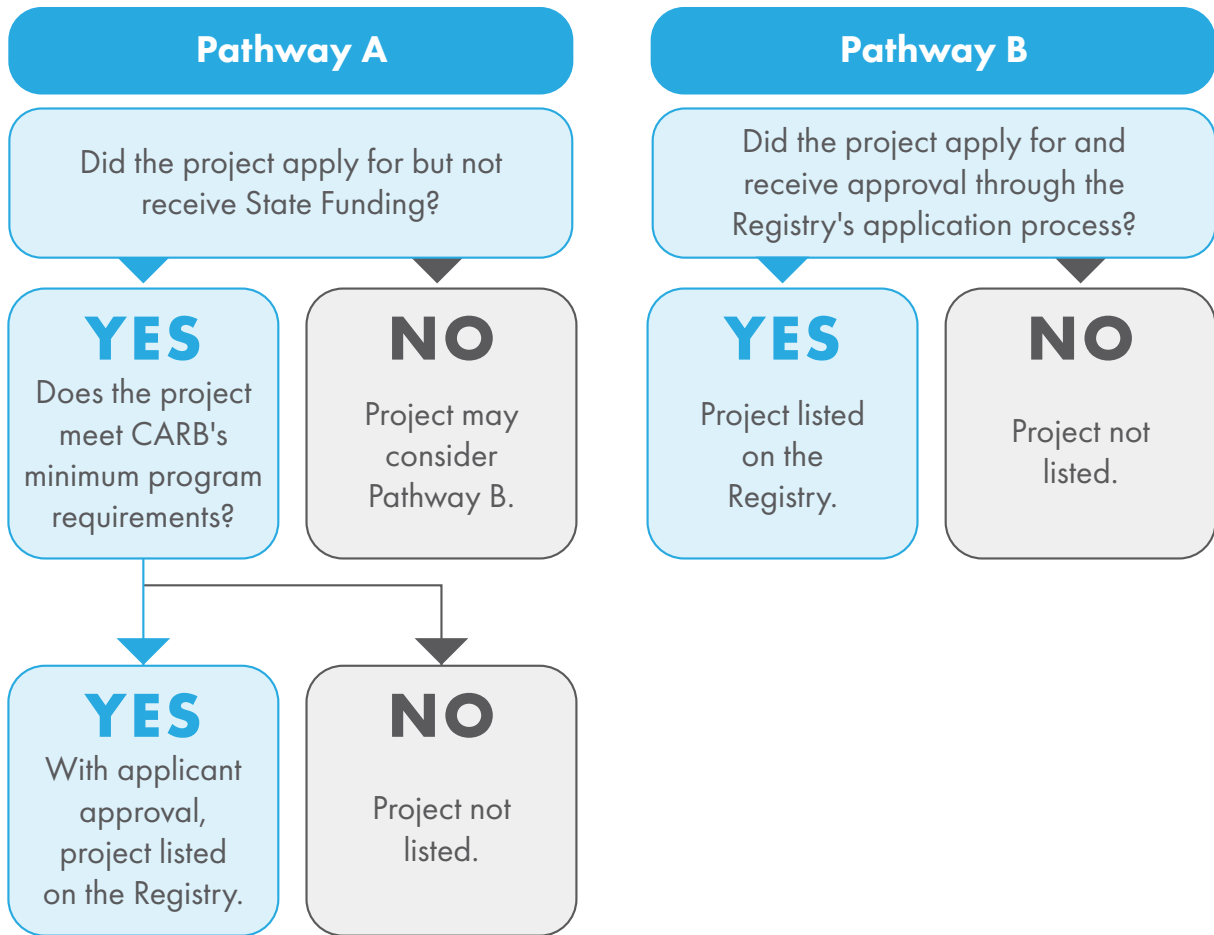 Pathway A
Did the project apply for but not
receive State Funding?
YES
Does the project
meet CARB's
minimum program
requirements?
NO
Project may
consider
Pathway B.
YES
With applicant
approval,
project listed
on the Registry.
NO
Project not
listed.
Pathway B
Did the project apply for and
receive approval through the
Registry's application process?
YES
Project listed
on the
Registry.
NO
Project not
listed.